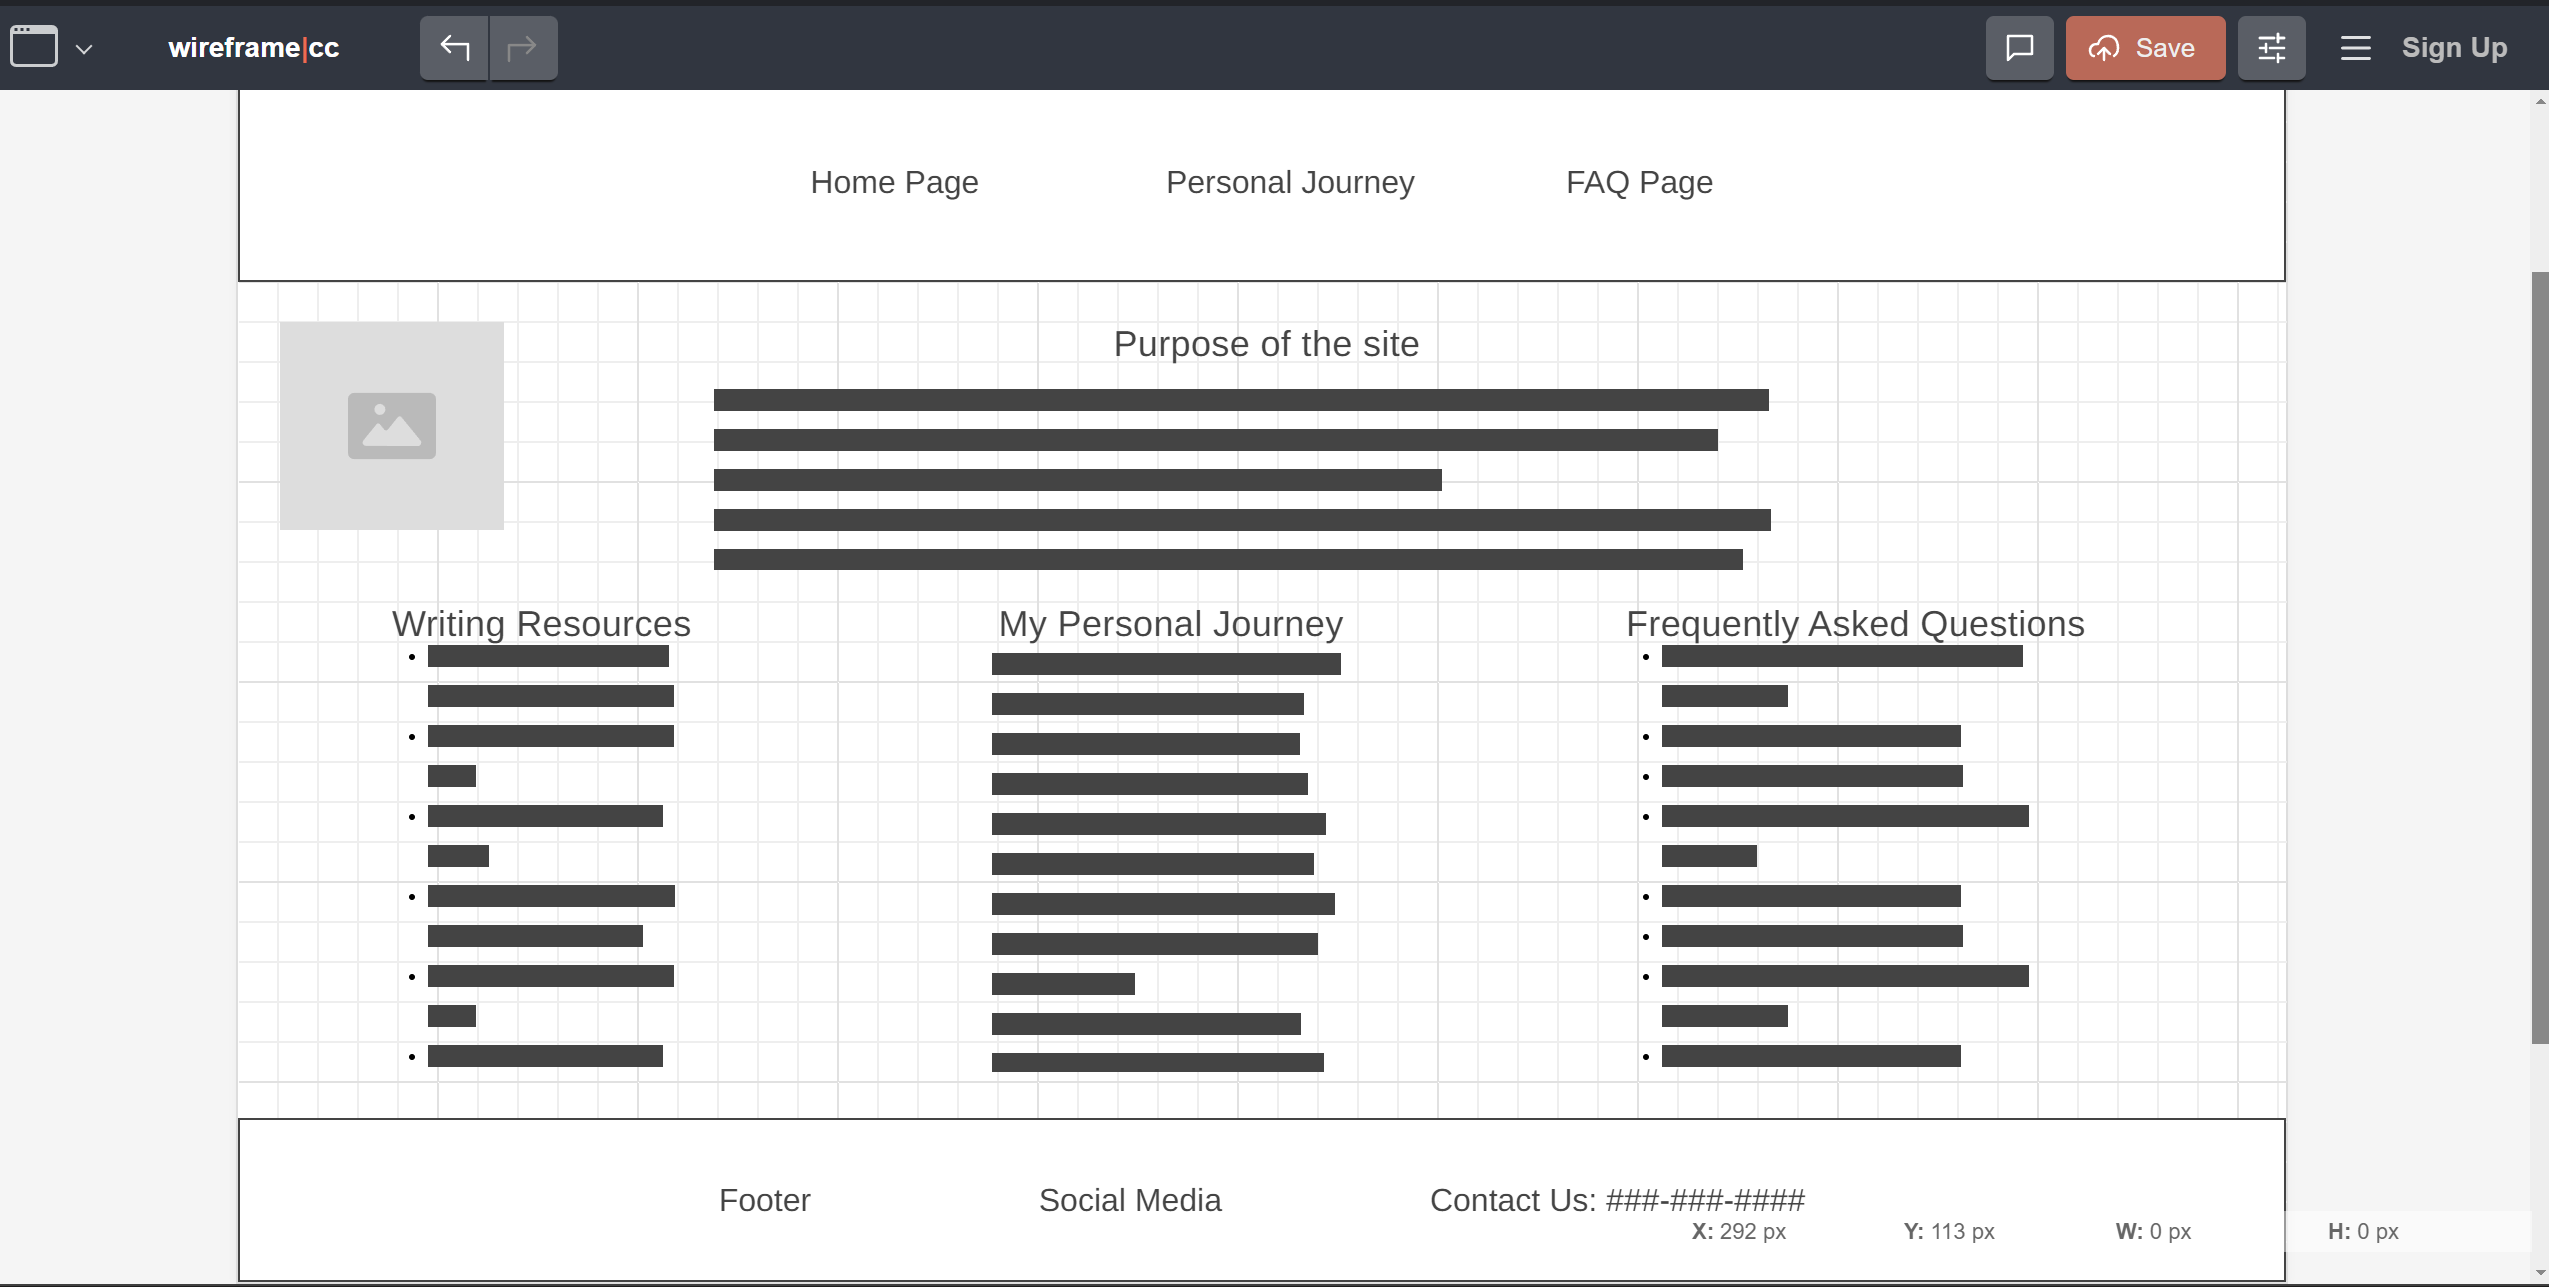 wireframe|cc
Save
Sign Up
Home Page
Personal Journey
FAQ Page
Purpose of the site
Writing Resources
My Personal Journey
Frequently Asked Questions
Footer
Social Media
Contact Us: ###-###-####
X: 292 px
Y: 113 px
W: 0 px
H: 0 px